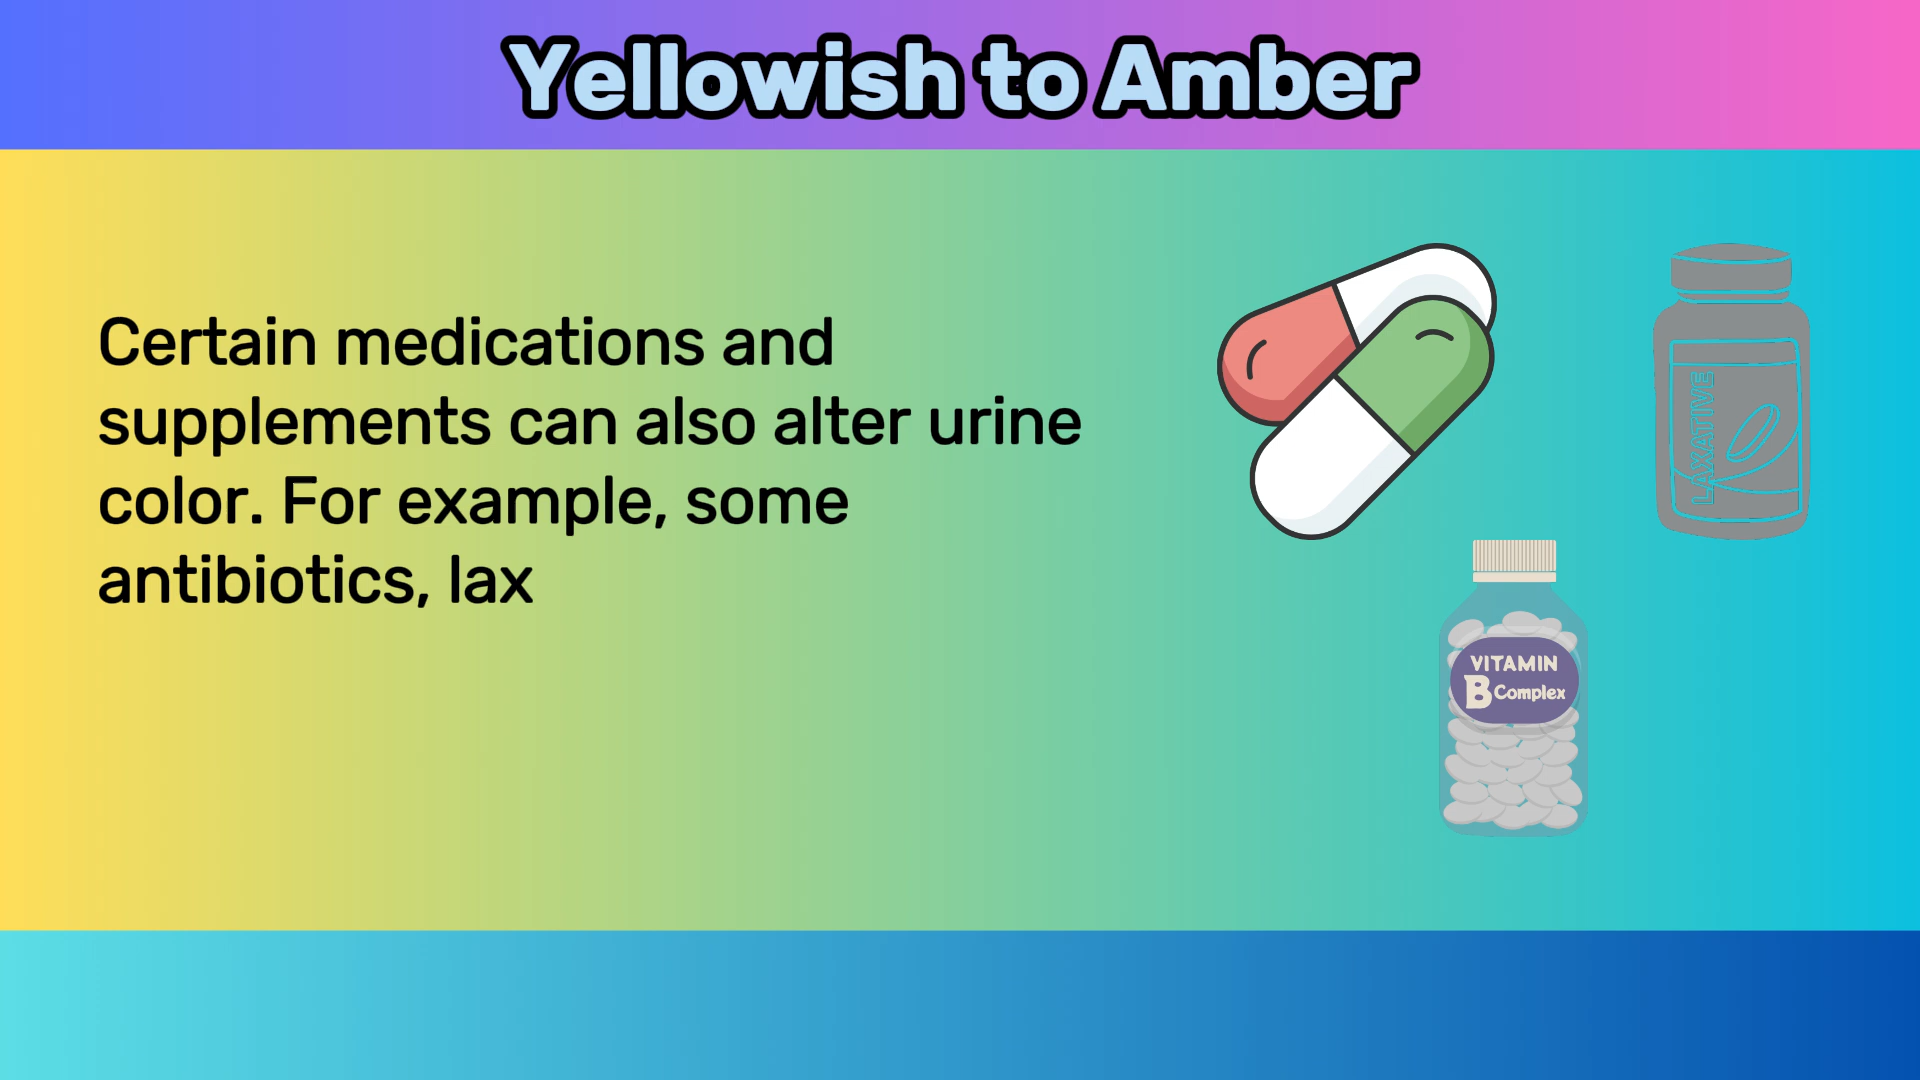 Yellowish to Amber
Certain medications and
supplements can also alter urine
color. For example, some
antibiotics, lax
LAXATIVE
VITAMIN
B Complex